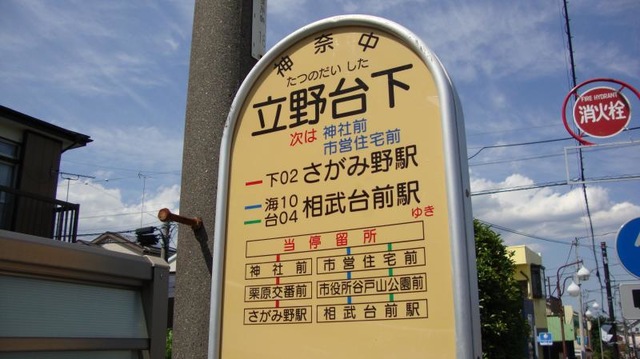 神奈中
たつのだい した
立野台下
次は 神社前
市営住宅前
下02 さがみ野駅
海10
台04 相武台前駅
ゆき
当停留所
神社前 市営住宅前
栗原交番前 市役所谷戸山公園前
さがみ野駅 相武台前駅
FIRE HYDRANT
消火栓